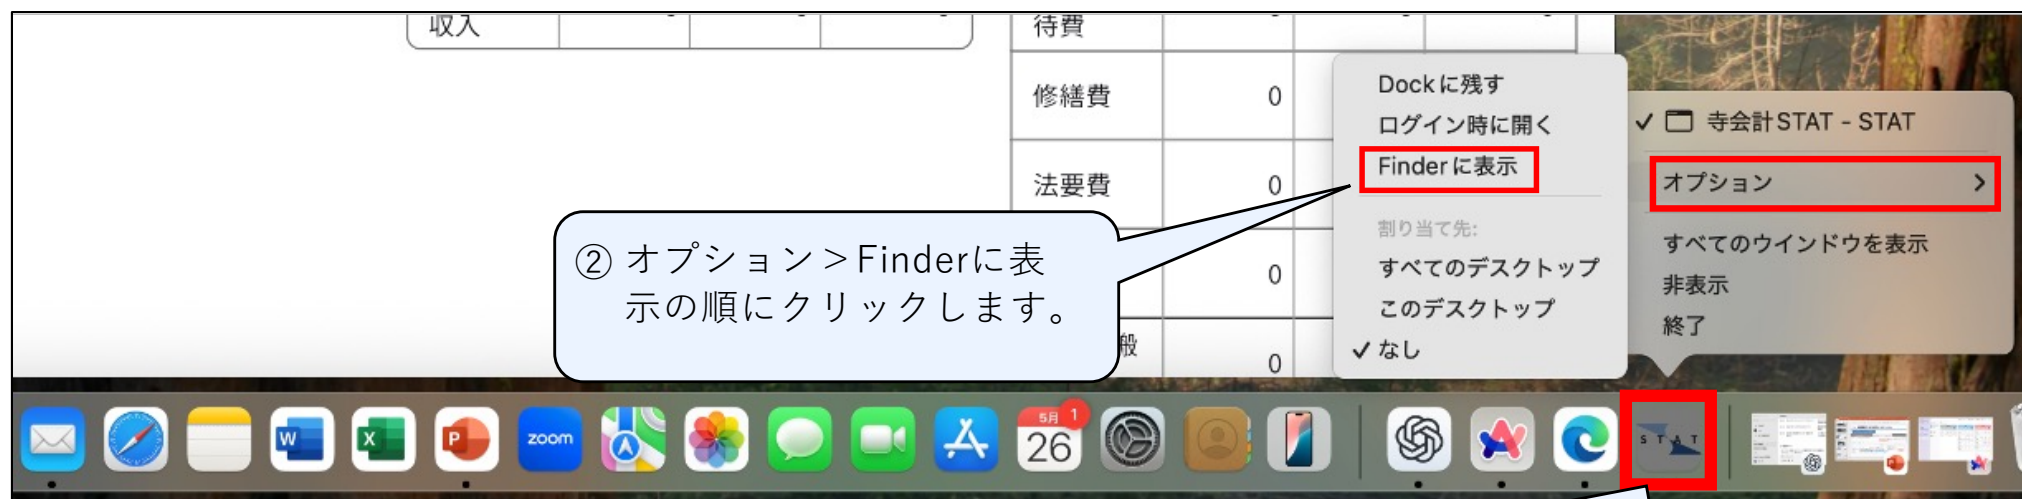 収入
待費
修繕費 0
法要費 0
0
般
0
Dockに残す
ログイン時に開く
Finderに表示
割り当て先:
すべてのデスクトップ
このデスクトップ
✓ なし
✓ 寺会計STAT - STAT
オプション >
すべてのウインドウを表示
非表示
終了
② オプション＞Finderに表
示の順にクリックします。
W
X
P
zoom
5月 1
26
STAT